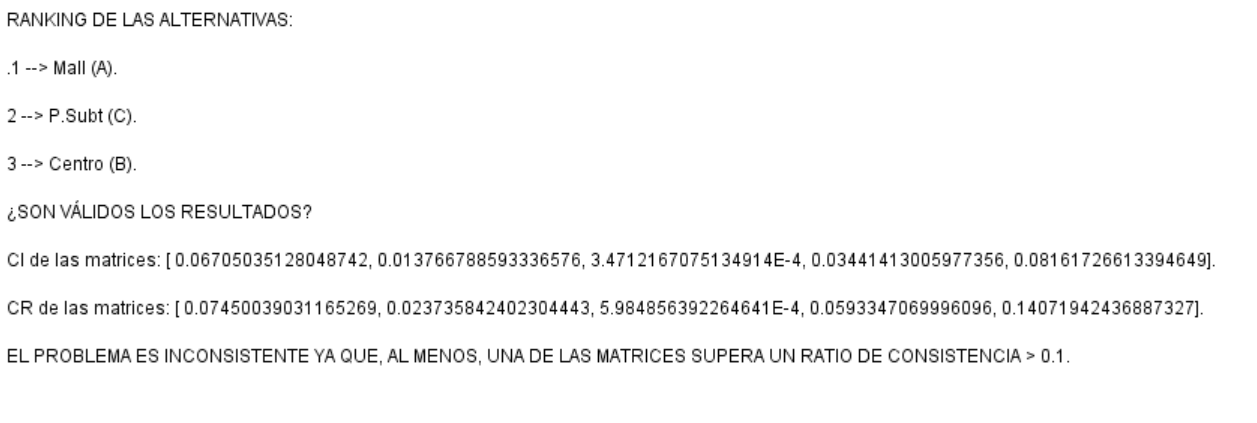 RANKING DE LAS ALTERNATIVAS:
.1 --> Mall (A).
2 --> P.Subt (C).
3 --> Centro (B).
¿SON VÁLIDOS LOS RESULTADOS?
CI de las matrices: [ 0.06705035128048742, 0.013766788593336576, 3.4712167075134914E-4, 0.03441413005977356, 0.08161726613394649].
CR de las matrices: [ 0.07450039031165269, 0.023735842402304443, 5.984856392264641E-4, 0.0593347069996096, 0.14071942436887327].
EL PROBLEMA ES INCONSISTENTE YA QUE, AL MENOS, UNA DE LAS MATRICES SUPERA UN RATIO DE CONSISTENCIA > 0.1.